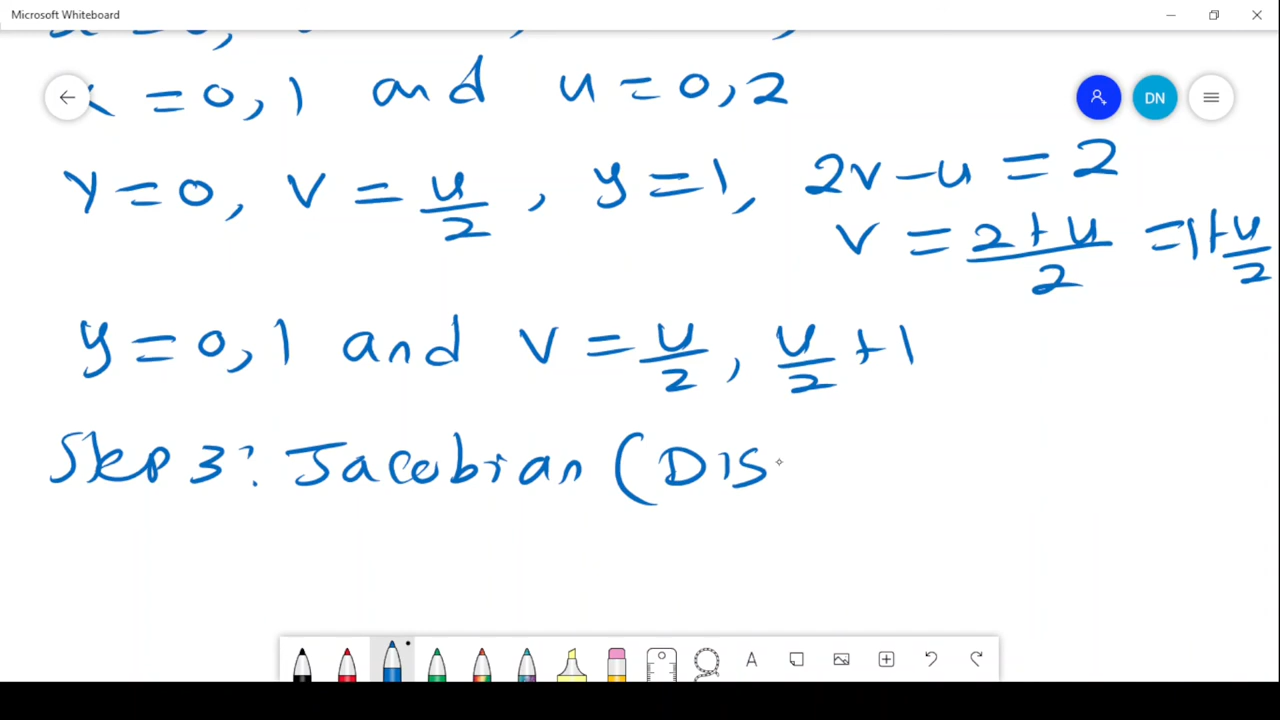 Microsoft Whiteboard
= 0, 1 and u = 0, 2
DN
y = 0, v = u/2, y = 1, 2v - u = 2
v = (2 + u)/2 = 1 + u/2
y = 0, 1 and v = u/2, u/2 + 1
Step 3: Jacobian (DIS
A